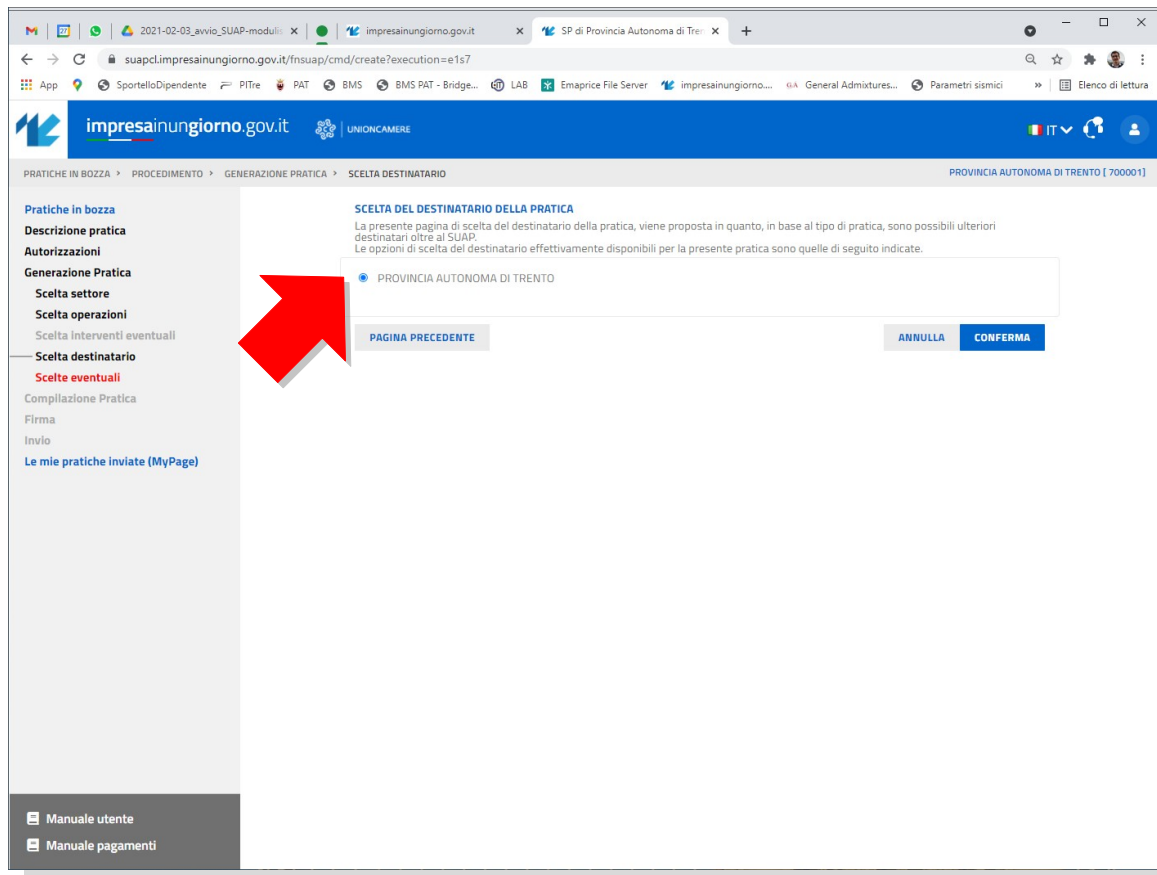 27
2021-02-03_avvio_SUAP-modulis
impresainungiorno.gov.it
SP di Provincia Autonoma di Tren
suapcl.impresainungiorno.gov.it/fnsuap/cmd/create?execution=e1s7
App
SportelloDipendente
PITre
PAT
BMS
BMS PAT - Bridge...
LAB
Emaprice File Server
impresainungiorno....
GA
General Admixtures...
Parametri sismici
»
Elenco di lettura
impresainungiorno.gov.it
UNIONCAMERE
IT
PRATICHE IN BOZZA > PROCEDIMENTO > GENERAZIONE PRATICA > SCELTA DESTINATARIO
PROVINCIA AUTONOMA DI TRENTO [ 700001]
Pratiche in bozza
Descrizione pratica
Autorizzazioni
Generazione Pratica
Scelta settore
Scelta operazioni
Scelta interventi eventuali
Scelta destinatario
Scelte eventuali
Compilazione Pratica
Firma
Invio
Le mie pratiche inviate (MyPage)
SCELTA DEL DESTINATARIO DELLA PRATICA
La presente pagina di scelta del destinatario della pratica, viene proposta in quanto, in base al tipo di pratica, sono possibili ulteriori
destinatari oltre al SUAP.
Le opzioni di scelta del destinatario effettivamente disponibili per la presente pratica sono quelle di seguito indicate.
PROVINCIA AUTONOMA DI TRENTO
PAGINA PRECEDENTE
ANNULLA
CONFERMA
Manuale utente
Manuale pagamenti